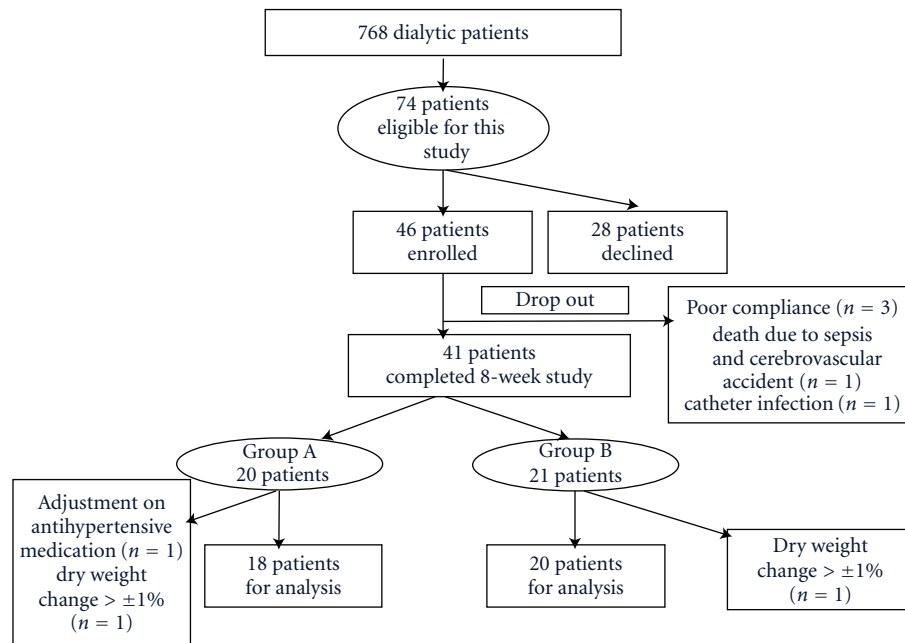 768 dialytic patients
74 patients
eligible for this
study
46 patients
enrolled
28 patients
declined
Drop out
Poor compliance (n = 3)
death due to sepsis
and cerebrovascular
accident (n = 1)
catheter infection (n = 1)
41 patients
completed 8-week study
Group A
20 patients
Group B
21 patients
Adjustment on
antihypertensive
medication (n = 1)
dry weight
change > ±1%
(n = 1)
18 patients
for analysis
20 patients
for analysis
Dry weight
change > ±1%
(n = 1)